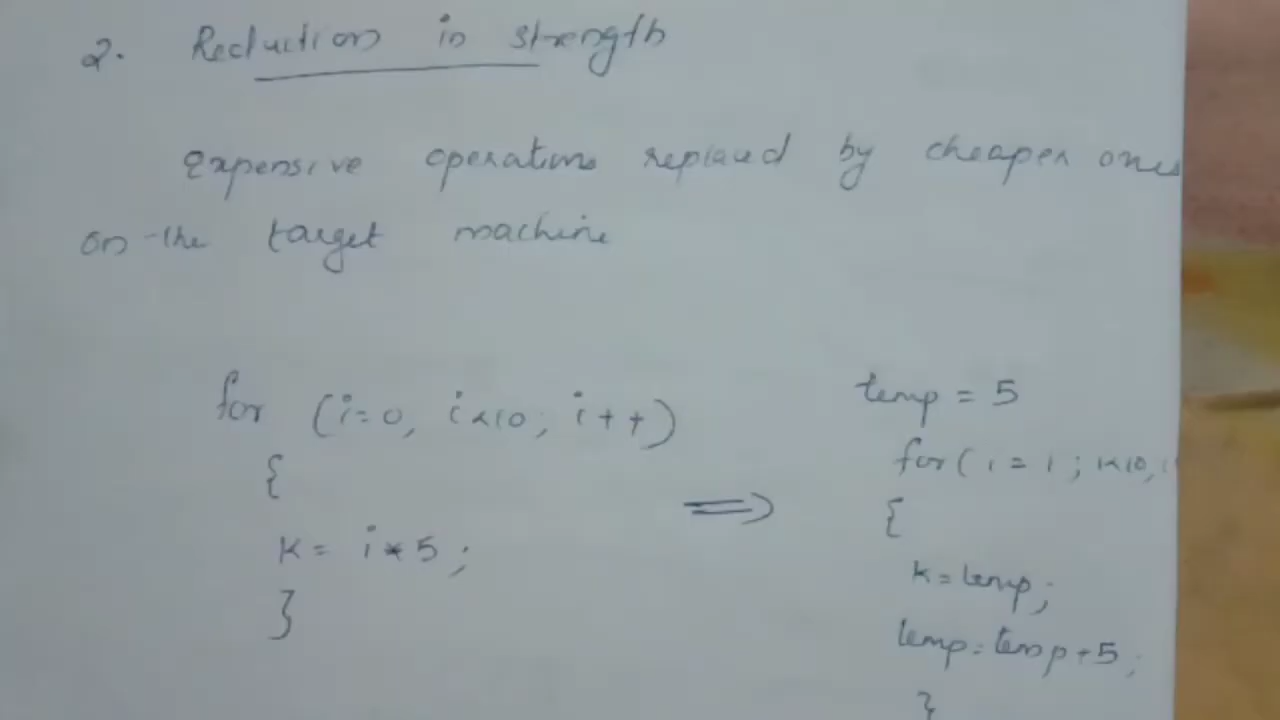 2. Reduction in strength
expensive operations replaced by cheaper ones
on the target machine
for (i=0, i<10; i++)
{
k = i * 5;
}
=>
temp = 5
for ( i = 1 ; i<10, i
{
k = temp;
temp = temp + 5;
}